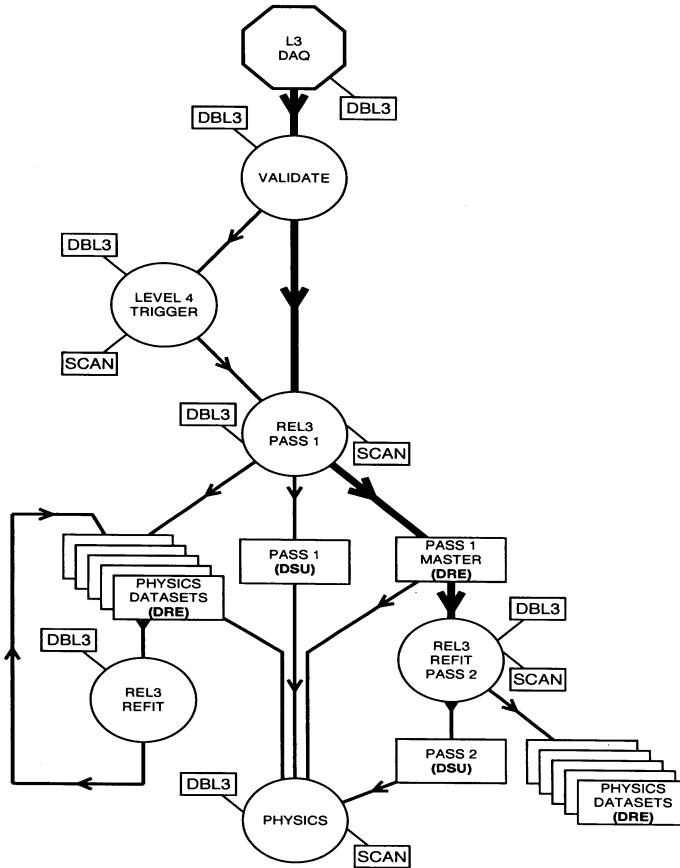 L3
DAQ
DBL3
DBL3
VALIDATE
DBL3
LEVEL 4
TRIGGER
SCAN
DBL3
REL3
PASS 1
SCAN
PASS 1
(DSU)
PASS 1
MASTER
(DRE)
PHYSICS
DATASETS
(DRE)
DBL3
REL3
REFIT
DBL3
REL3
REFIT
PASS 2
SCAN
PASS 2
(DSU)
PHYSICS
DATASETS
(DRE)
DBL3
PHYSICS
SCAN